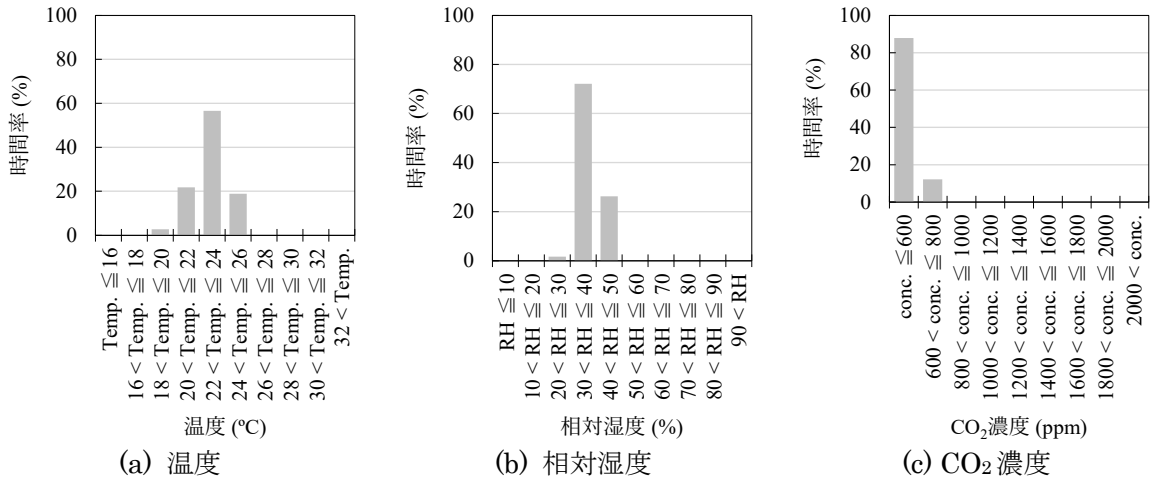 100
80
60
40
20
0
時間率 (%)
Temp. ≦ 16
16 < Temp. ≦ 18
18 < Temp. ≦ 20
20 < Temp. ≦ 22
22 < Temp. ≦ 24
24 < Temp. ≦ 26
26 < Temp. ≦ 28
28 < Temp. ≦ 30
30 < Temp. ≦ 32
32 < Temp.
温度 (ºC)
(a) 温度
100
80
60
40
20
0
時間率 (%)
RH ≦ 10
10 < RH ≦ 20
20 < RH ≦ 30
30 < RH ≦ 40
40 < RH ≦ 50
50 < RH ≦ 60
60 < RH ≦ 70
70 < RH ≦ 80
80 < RH ≦ 90
90 < RH
相対湿度 (%)
(b) 相対湿度
100
80
60
40
20
0
時間率 (%)
conc. ≦ 600
600 < conc. ≦ 800
800 < conc. ≦ 1000
1000 < conc. ≦ 1200
1200 < conc. ≦ 1400
1400 < conc. ≦ 1600
1600 < conc. ≦ 1800
1800 < conc. ≦ 2000
2000 < conc.
CO₂濃度 (ppm)
(c) CO₂ 濃度